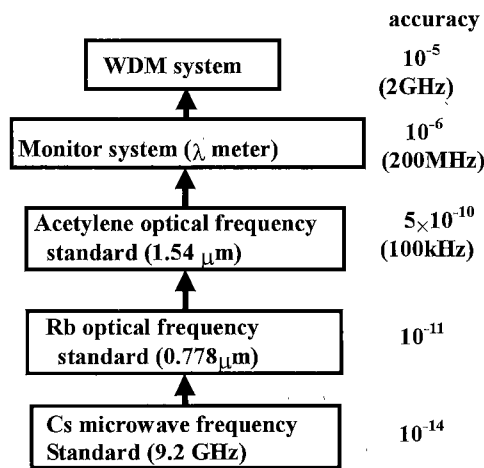 accuracy
WDM system
10⁻⁵
(2GHz)
Monitor system (λ meter)
10⁻⁶
(200MHz)
Acetylene optical frequency
standard (1.54 μm)
5×10⁻¹⁰
(100kHz)
Rb optical frequency
standard (0.778μm)
10⁻¹¹
Cs microwave frequency
Standard (9.2 GHz)
10⁻¹⁴